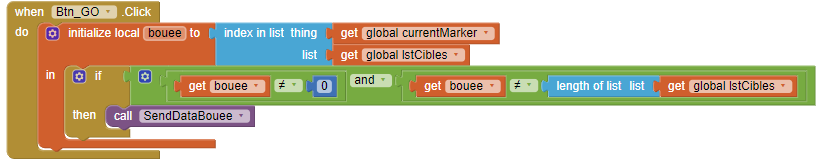 when Btn_GO .Click
do initialize local bouee to index in list thing get global currentMarker
list get global lstCibles
in if get bouee ≠ 0 and get bouee ≠ length of list list get global lstCibles
then call SendDataBouee